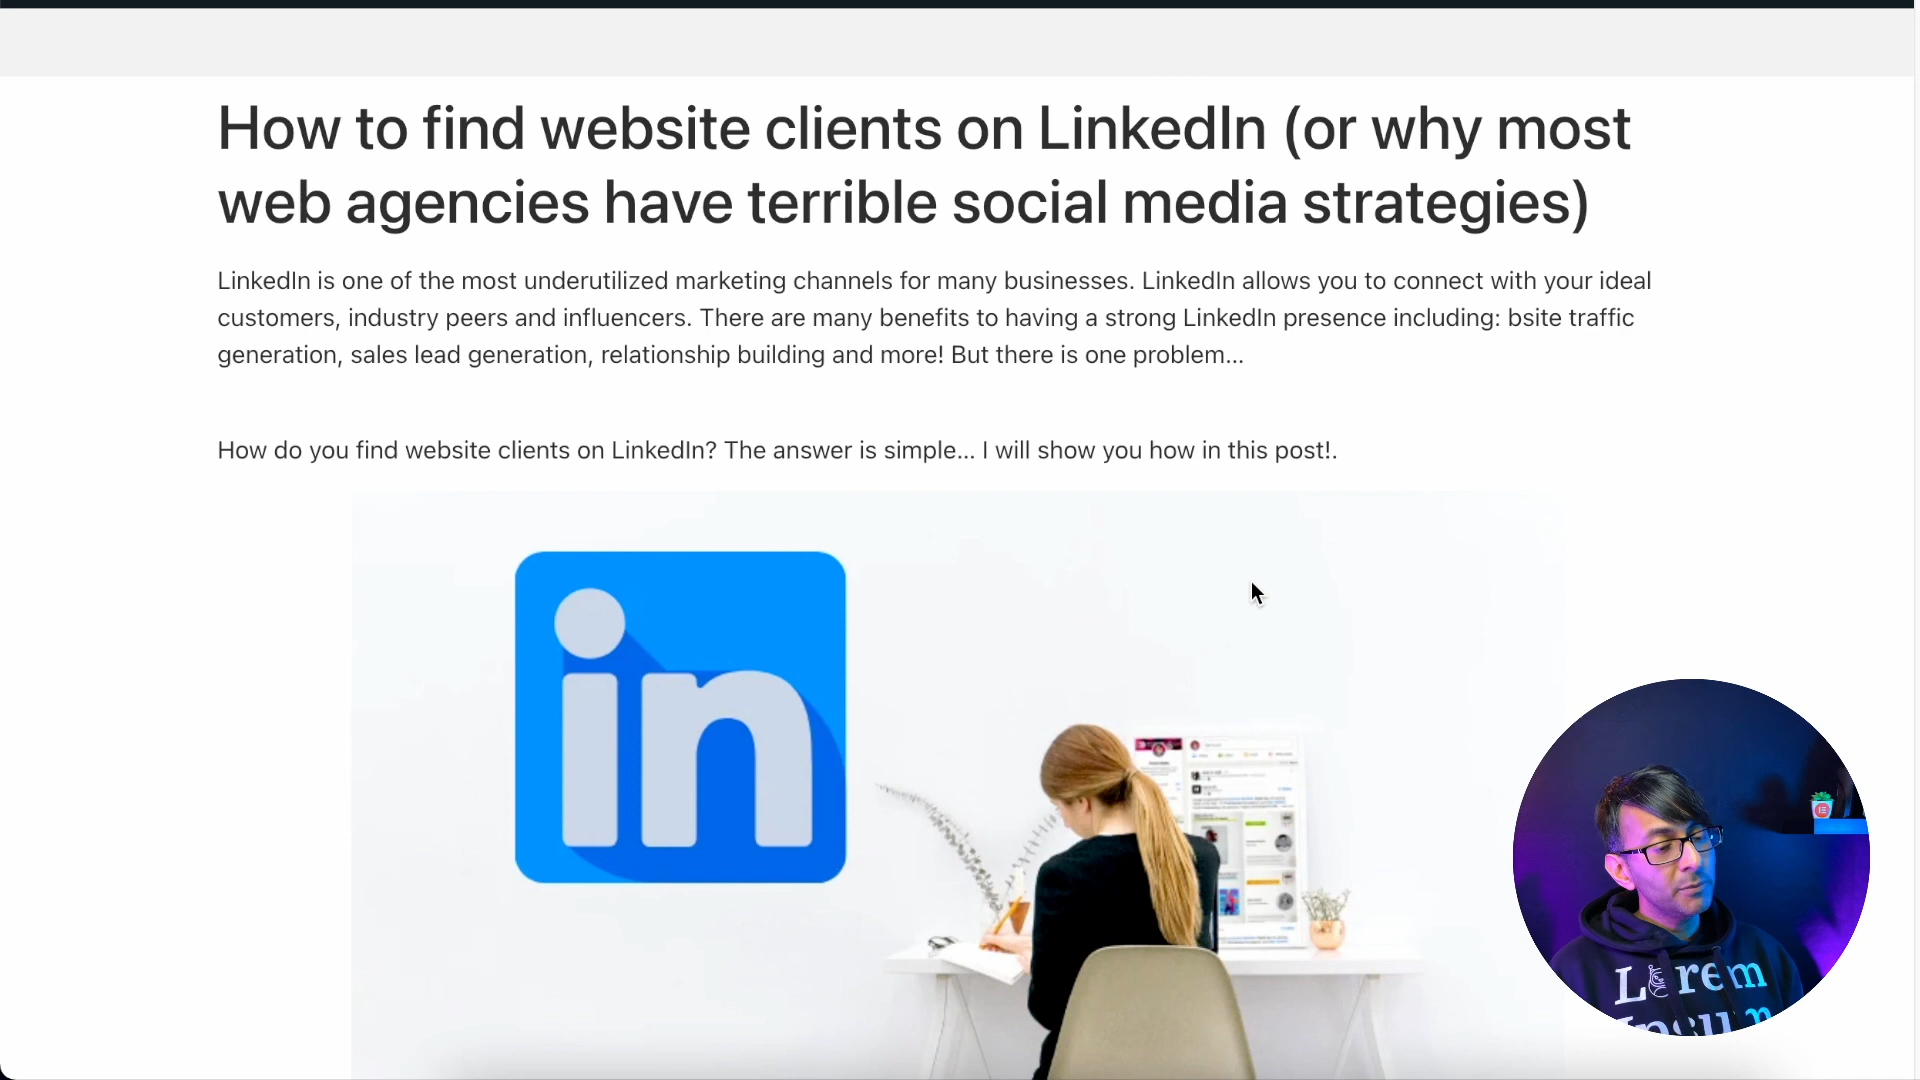 How to find website clients on LinkedIn (or why most
web agencies have terrible social media strategies)
LinkedIn is one of the most underutilized marketing channels for many businesses. LinkedIn allows you to connect with your ideal
customers, industry peers and influencers. There are many benefits to having a strong LinkedIn presence including: bsite traffic
generation, sales lead generation, relationship building and more! But there is one problem...
How do you find website clients on LinkedIn? The answer is simple... I will show you how in this post!.
in
Lorem
Ipsum